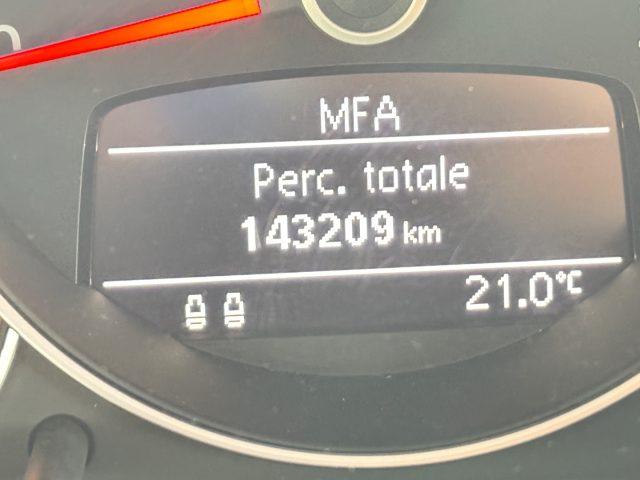 MFA
Perc. totale
143209 km
21.0°C